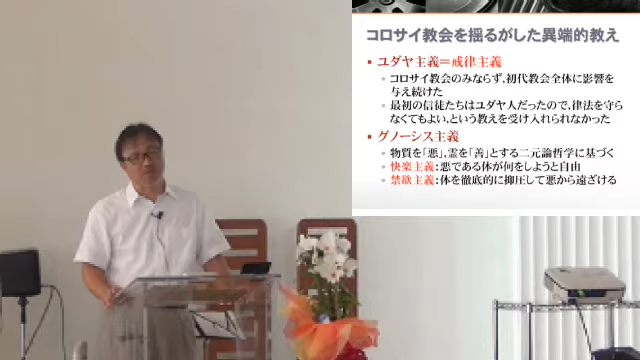 コロサイ教会を揺るがした異端的教え
ユダヤ主義＝戒律主義
コロサイ教会のみならず，初代教会全体に影響を
与え続けた
最初の信徒たちはユダヤ人だったので，律法を守ら
なくてもよい，という教えを受け入れられなかった
グノーシス主義
物質を「悪」，霊を「善」とする二元論哲学に基づく
快楽主義：悪である体が何をしようと自由
禁欲主義：体を徹底的に抑圧して悪から遠ざける